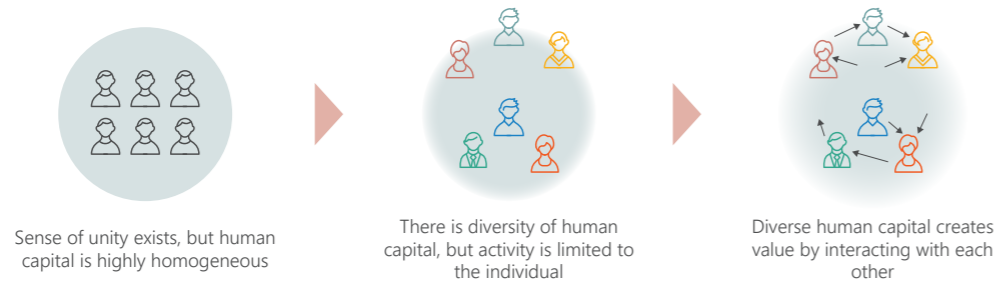 Sense of unity exists, but human
capital is highly homogeneous
There is diversity of human
capital, but activity is limited to
the individual
Diverse human capital creates
value by interacting with each
other